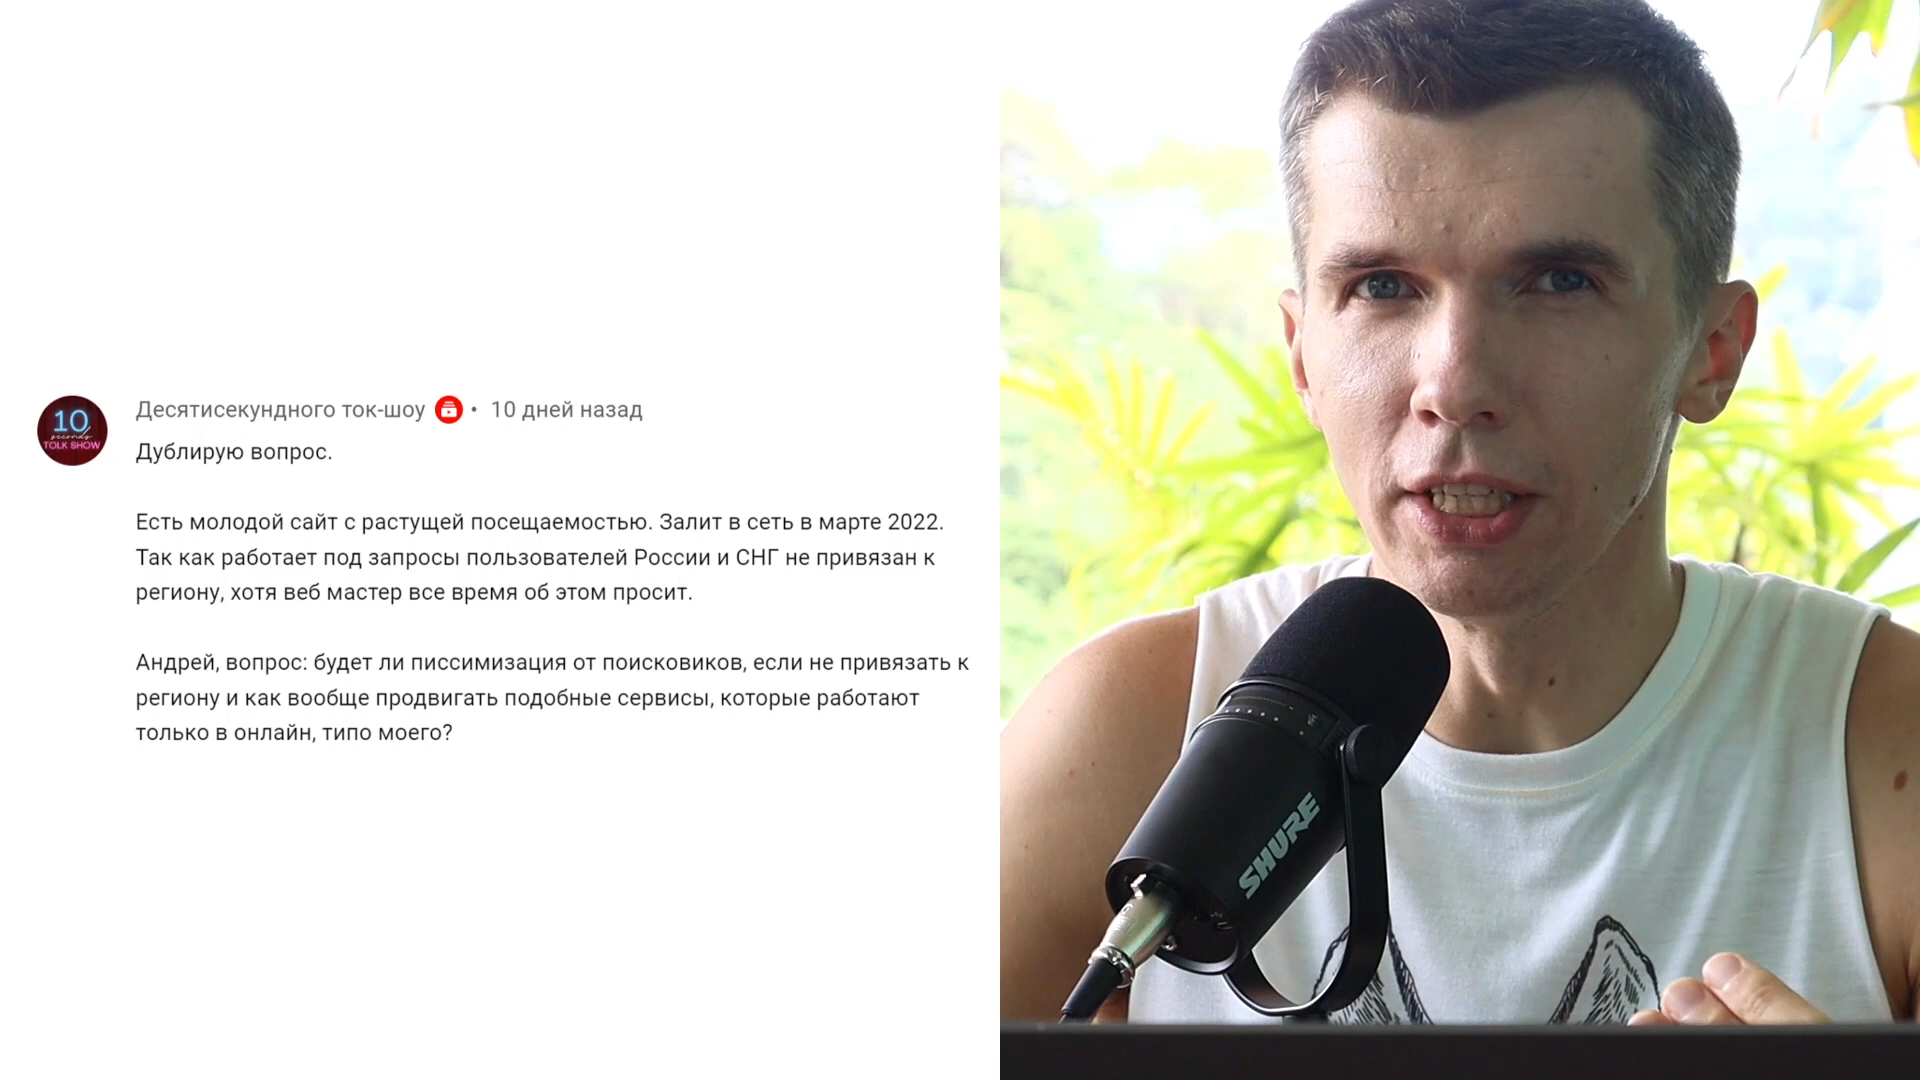 10
seconds
TOLK SHOW
Десятисекундного ток-шоу • 10 дней назад
Дублирую вопрос.
Есть молодой сайт с растущей посещаемостью. Залит в сеть в марте 2022.
Так как работает под запросы пользователей России и СНГ не привязан к
региону, хотя веб мастер все время об этом просит.
Андрей, вопрос: будет ли писсимизация от поисковиков, если не привязать к
региону и как вообще продвигать подобные сервисы, которые работают
только в онлайн, типо моего?
SHURE